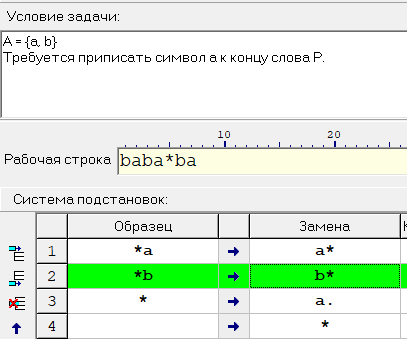 Условие задачи:
A = {a, b}
Требуется приписать символ a к концу слова P.
10 20
Рабочая строка baba*ba
Система подстановок:
Образец Замена
1 *a → a*
2 *b → b*
3 * → a.
4 → *